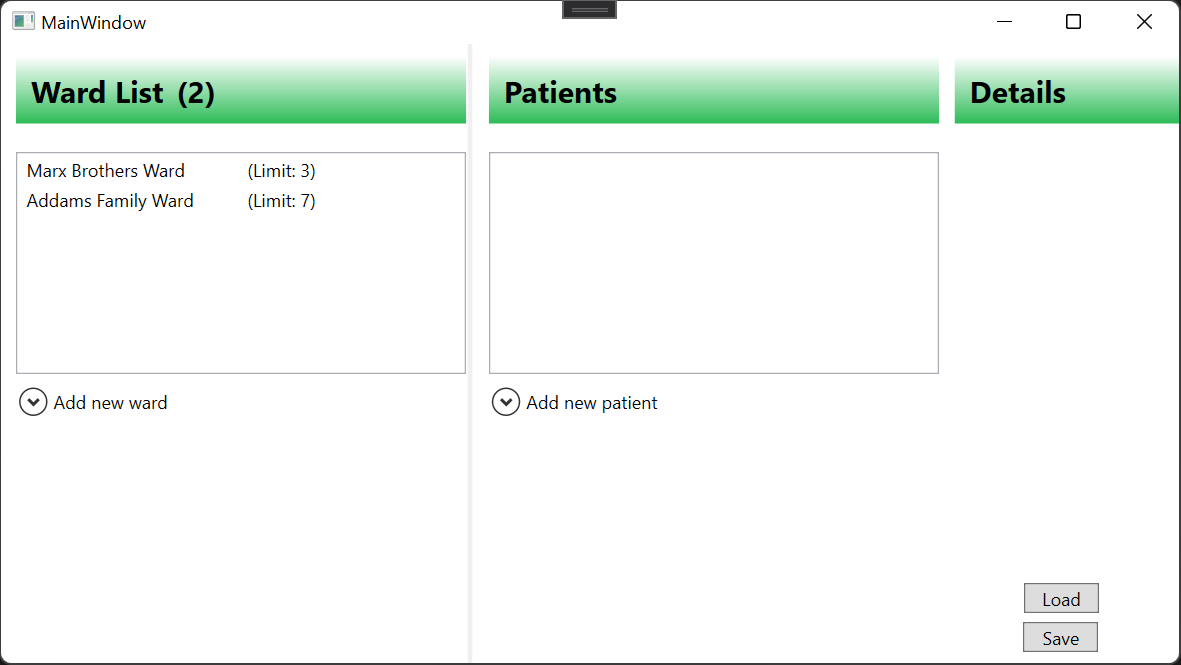 MainWindow
Ward List (2)
Marx Brothers Ward (Limit: 3)
Addams Family Ward (Limit: 7)
Add new ward
Patients
Add new patient
Details
Load
Save